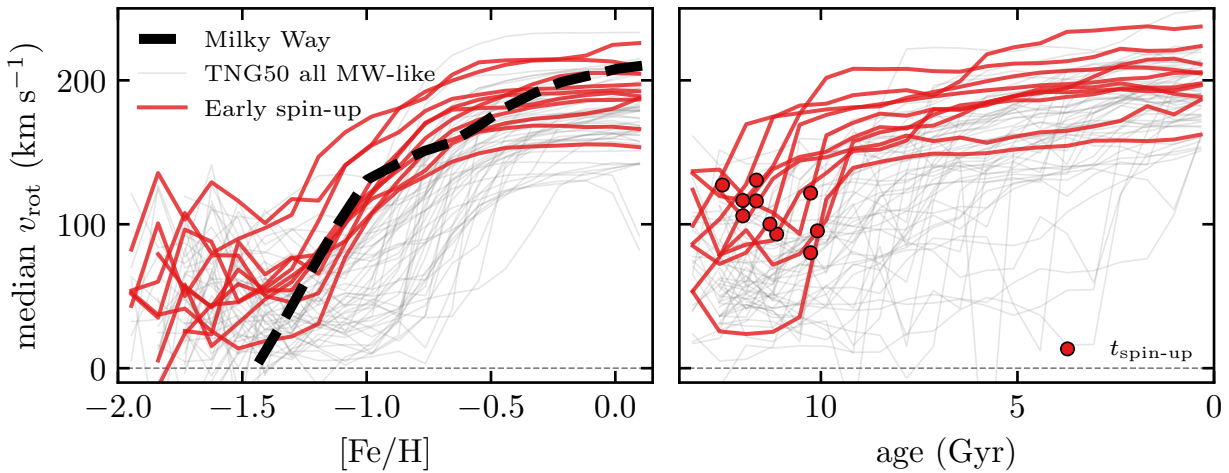 median v_rot (km s⁻¹)
200
100
0
Milky Way
TNG50 all MW-like
Early spin-up
−2.0
−1.5
−1.0
−0.5
0.0
[Fe/H]
t_spin-up
10
5
0
age (Gyr)